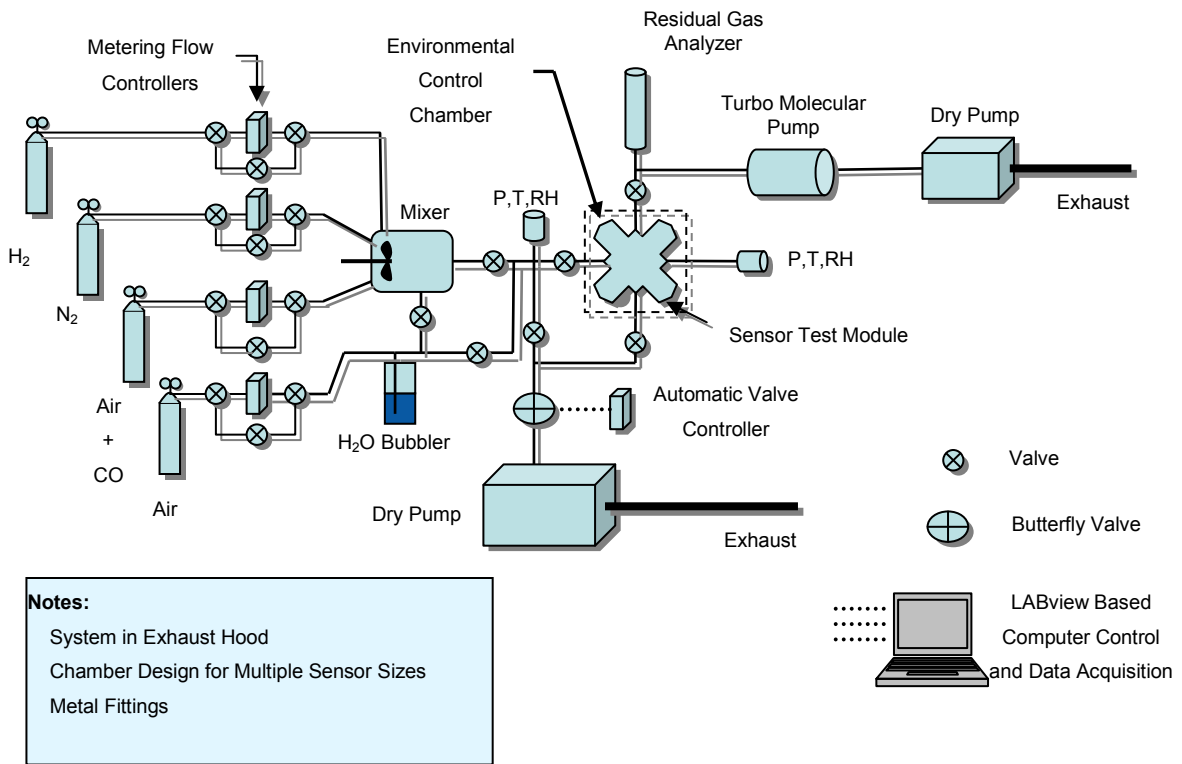 Residual Gas
Analyzer
Metering Flow
Controllers
Environmental
Control
Chamber
Turbo Molecular
Pump
Dry Pump
Exhaust
H2
N2
Air
+
CO
Air
Mixer
P,T,RH
P,T,RH
Sensor Test Module
H2O Bubbler
Automatic Valve
Controller
Dry Pump
Exhaust
Valve
Butterfly Valve
LABview Based
Computer Control
and Data Acquisition
Notes:
System in Exhaust Hood
Chamber Design for Multiple Sensor Sizes
Metal Fittings